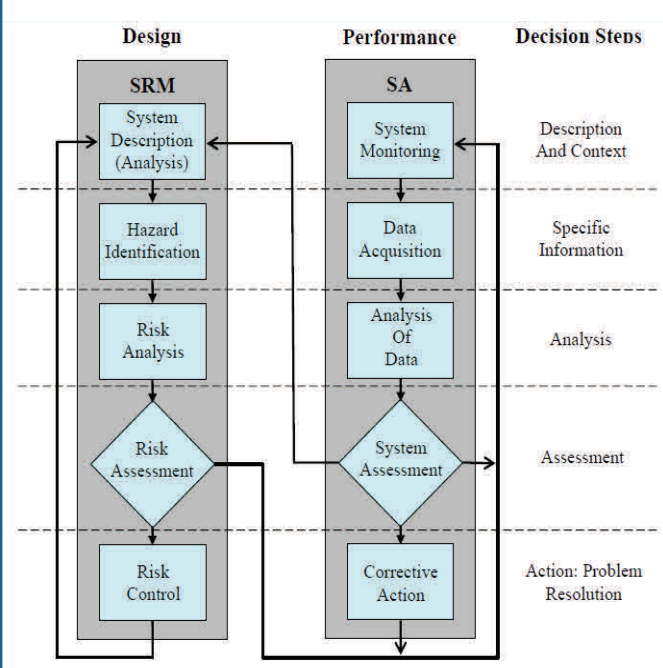 Design
Performance
Decision Steps
SRM
SA
System
Description
(Analysis)
System
Monitoring
Description
And Context
Hazard
Identification
Data
Acquisition
Specific
Information
Risk
Analysis
Analysis
Of
Data
Analysis
Risk
Assessment
System
Assessment
Assessment
Risk
Control
Corrective
Action
Action: Problem
Resolution